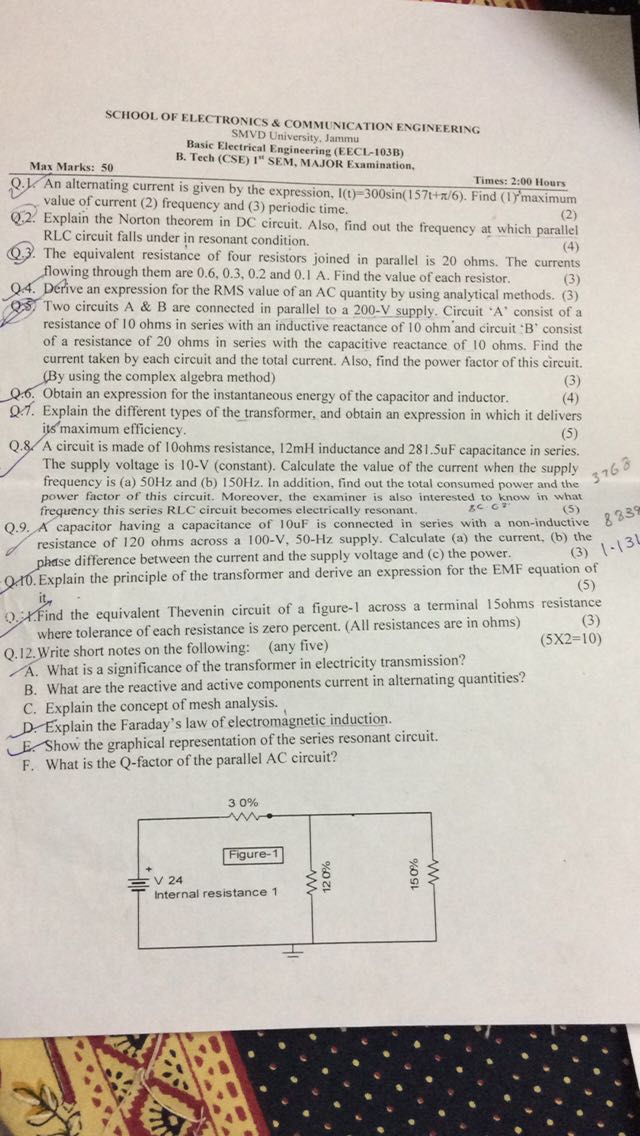 SCHOOL OF ELECTRONICS & COMMUNICATION ENGINEERING
SMVD University, Jammu
Basic Electrical Engineering (EECL-103B)
B. Tech (CSE) 1st SEM, MAJOR Examination,
Max Marks: 50 Times: 2:00 Hours
Q.1. An alternating current is given by the expression, I(t)=300sin(157t+π/6). Find (1) maximum
value of current (2) frequency and (3) periodic time. (2)
Q.2. Explain the Norton theorem in DC circuit. Also, find out the frequency at which parallel
RLC circuit falls under in resonant condition. (4)
Q.3. The equivalent resistance of four resistors joined in parallel is 20 ohms. The currents
flowing through them are 0.6, 0.3, 0.2 and 0.1 A. Find the value of each resistor. (3)
Q.4. Derive an expression for the RMS value of an AC quantity by using analytical methods. (3)
Q.5. Two circuits A & B are connected in parallel to a 200-V supply. Circuit 'A' consist of a
resistance of 10 ohms in series with an inductive reactance of 10 ohm and circuit 'B' consist
of a resistance of 20 ohms in series with the capacitive reactance of 10 ohms. Find the
current taken by each circuit and the total current. Also, find the power factor of this circuit.
(By using the complex algebra method) (3)
Q.6. Obtain an expression for the instantaneous energy of the capacitor and inductor. (4)
Q.7. Explain the different types of the transformer, and obtain an expression in which it delivers
its maximum efficiency. (5)
Q.8. A circuit is made of 10ohms resistance, 12mH inductance and 281.5uF capacitance in series.
The supply voltage is 10-V (constant). Calculate the value of the current when the supply
frequency is (a) 50Hz and (b) 150Hz. In addition, find out the total consumed power and the
3768
power factor of this circuit. Moreover, the examiner is also interested to know in what
frequency this series RLC circuit becomes electrically resonant. (5)
Q.9. A capacitor having a capacitance of 10uF is connected in series with a non-inductive
8839
resistance of 120 ohms across a 100-V, 50-Hz supply. Calculate (a) the current, (b) the
phase difference between the current and the supply voltage and (c) the power. (3)
1.131
Q.10. Explain the principle of the transformer and derive an expression for the EMF equation of
it. (5)
Q.11. Find the equivalent Thevenin circuit of a figure-1 across a terminal 15ohms resistance
where tolerance of each resistance is zero percent. (All resistances are in ohms) (3)
Q.12. Write short notes on the following: (any five) (5X2=10)
A. What is a significance of the transformer in electricity transmission?
B. What are the reactive and active components current in alternating quantities?
C. Explain the concept of mesh analysis.
D. Explain the Faraday's law of electromagnetic induction.
E. Show the graphical representation of the series resonant circuit.
F. What is the Q-factor of the parallel AC circuit?
3 0%
Figure-1
+
V 24
Internal resistance 1
12 0%
15 0%